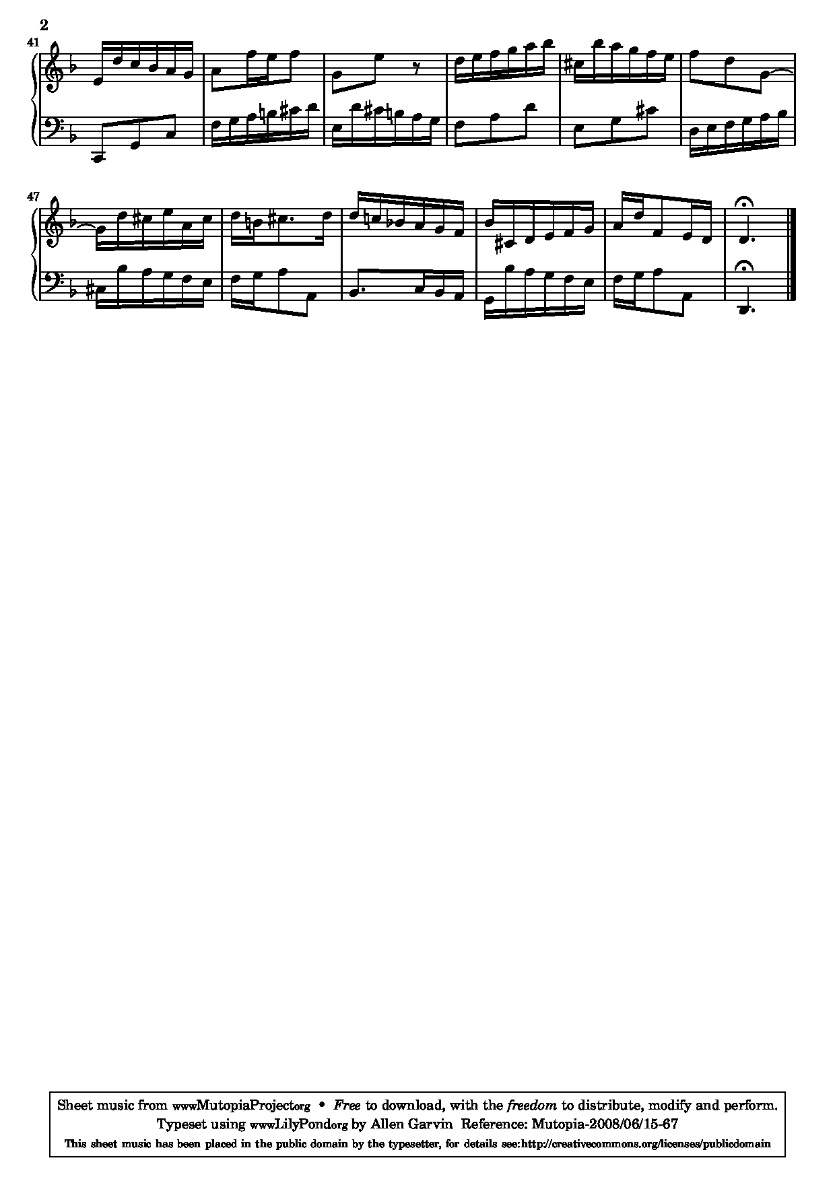 2
41
47
Sheet music from www.MutopiaProject.org • Free to download, with the freedom to distribute, modify and perform.
Typeset using www.LilyPond.org by Allen Garvin Reference: Mutopia-2008/06/15-67
This sheet music has been placed in the public domain by the typesetter, for details see:http://creativecommons.org/licenses/publicdomain